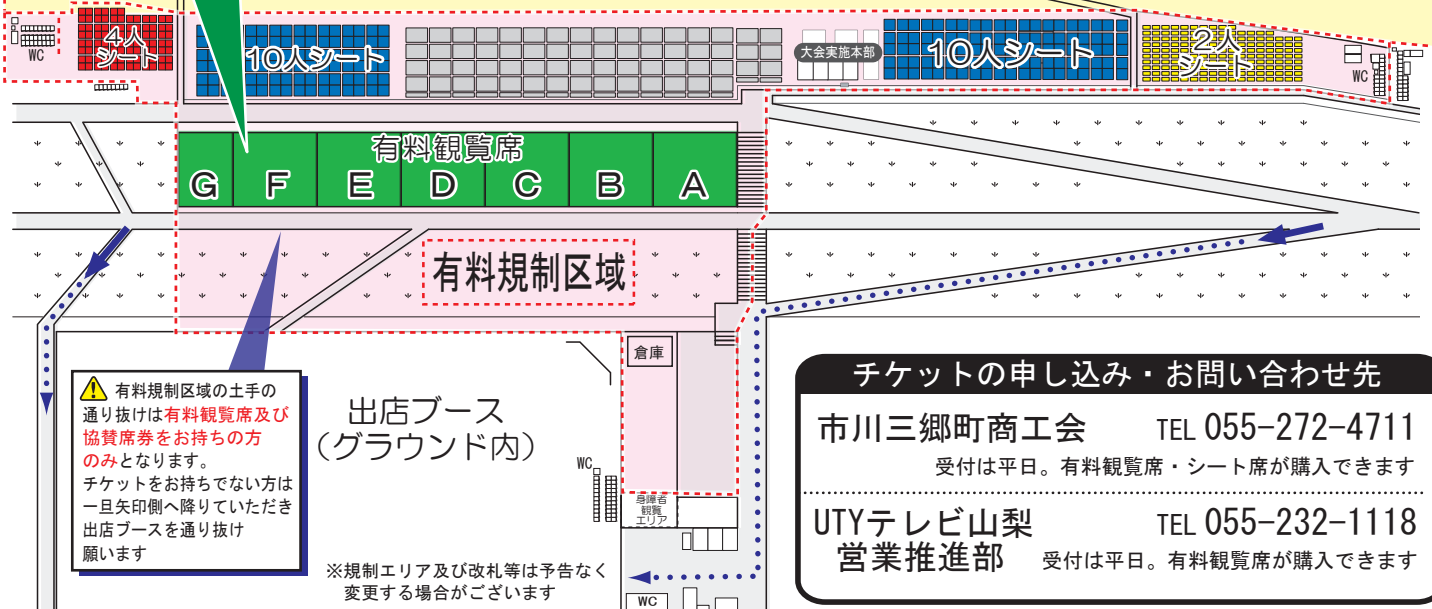 WC
4人
シート
10人シート
大会実施本部
10人シート
2人
シート
WC
有料観覧席
G F E D C B A
有料規制区域
倉庫
有料規制区域の土手の
通り抜けは有料観覧席及び
協賛席券をお持ちの方
のみとなります。
チケットをお持ちでない方は
一旦矢印側へ降りていただき
出店ブースを通り抜け
願います
出店ブース
(グラウンド内)
WC
身障者
観覧
エリア
※規制エリア及び改札等は予告なく
変更する場合がございます
WC
チケットの申し込み・お問い合わせ先
市川三郷町商工会 TEL 055-272-4711
受付は平日。有料観覧席・シート席が購入できます
UTYテレビ山梨 TEL 055-232-1118
営業推進部 受付は平日。有料観覧席が購入できます